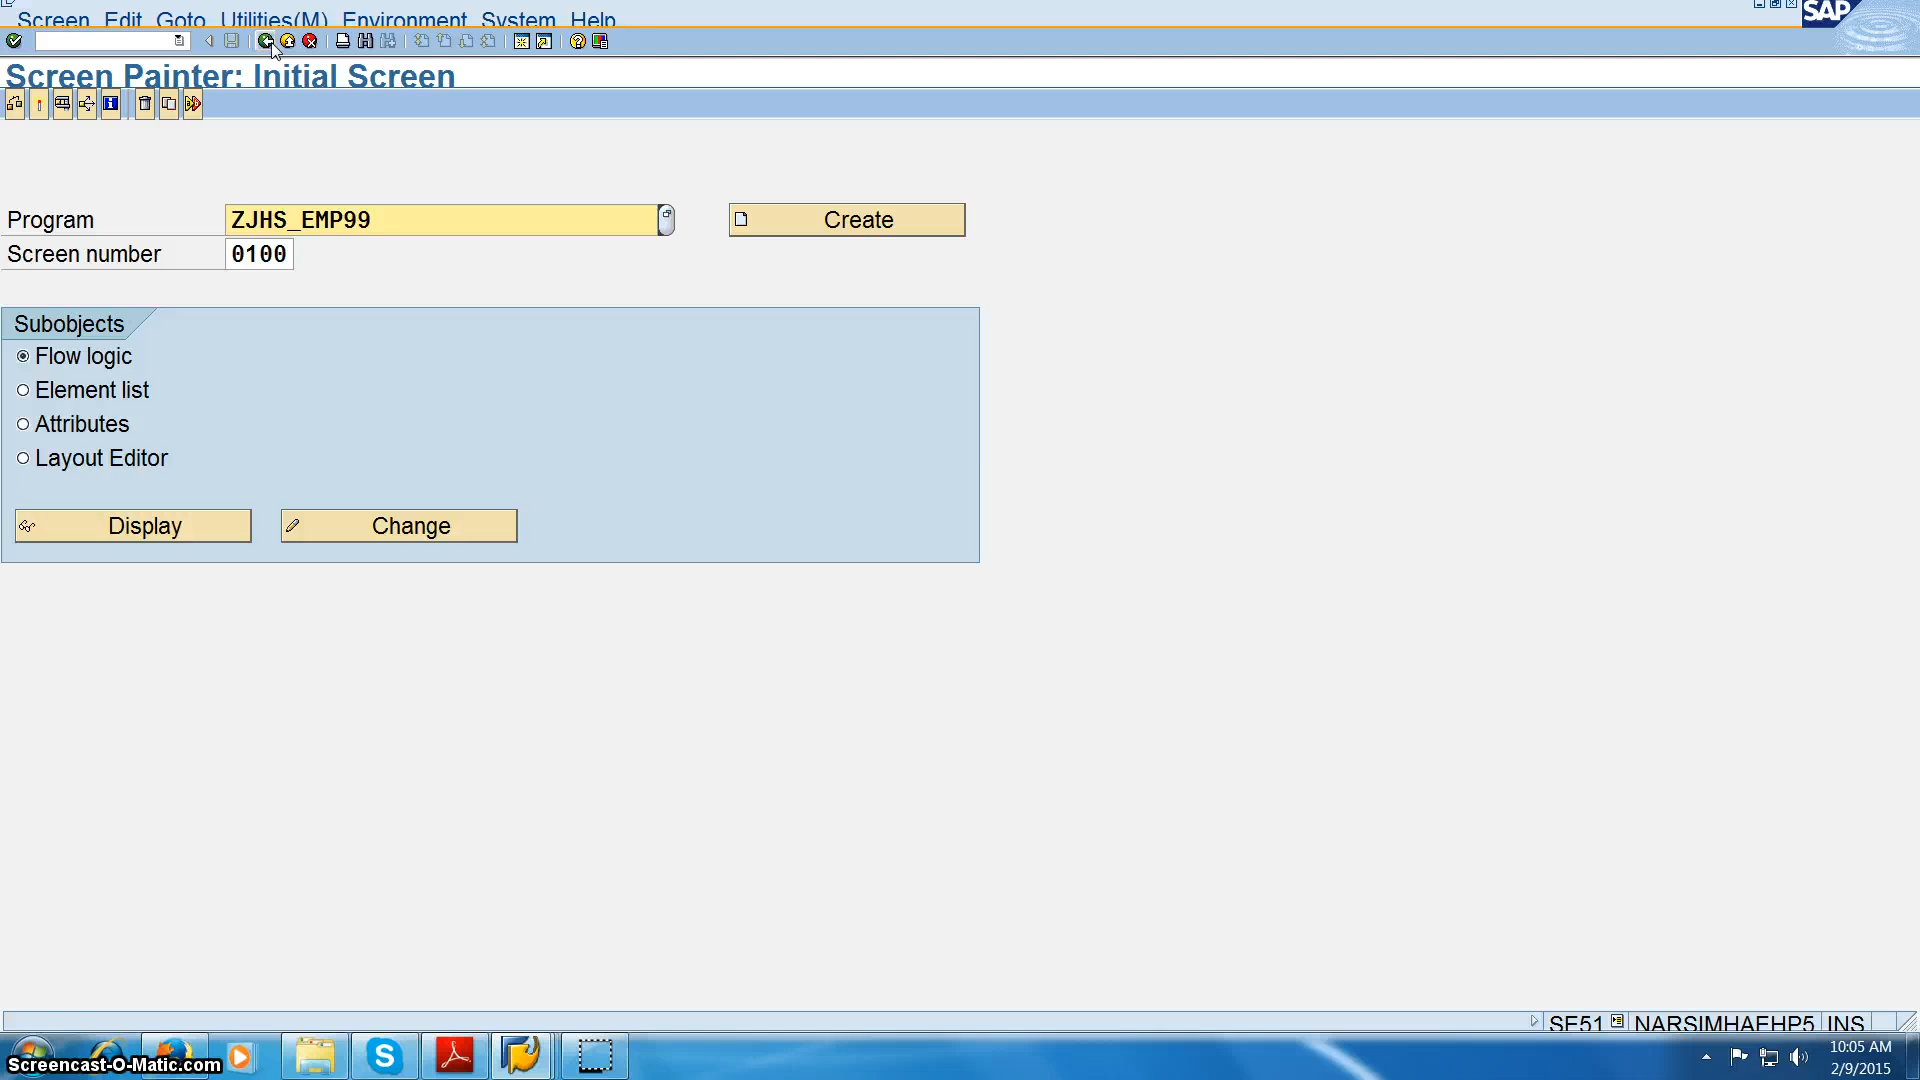 Screen Edit Goto Utilities(M) Environment System Help
SAP
Screen Painter: Initial Screen
Program ZJHS_EMP99 Create
Screen number 0100
Subobjects
Flow logic
Element list
Attributes
Layout Editor
Display Change
SE51 NARSIMHAEHP5 INS
Screencast-O-Matic.com
10:05 AM
2/9/2015